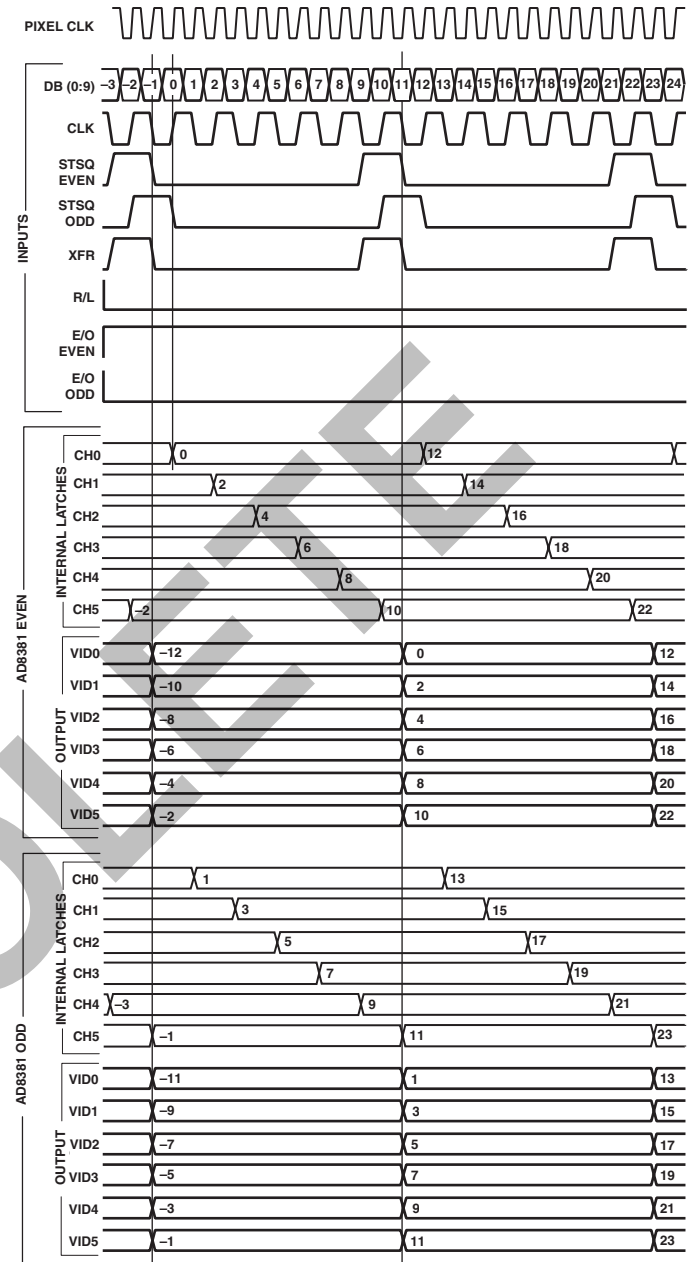 PIXEL CLK
DB (0:9) –3 –2 –1 0 1 2 3 4 5 6 7 8 9 10 11 12 13 14 15 16 17 18 19 20 21 22 23 24
CLK
STSQ
EVEN
STSQ
ODD
XFR
R/L
E/O
EVEN
E/O
ODD
INPUTS
AD8381 EVEN
INTERNAL LATCHES
CH0 0 12
CH1 2 14
CH2 4 16
CH3 6 18
CH4 8 20
CH5 –2 10 22
OUTPUT
VID0 –12 0 12
VID1 –10 2 14
VID2 –8 4 16
VID3 –6 6 18
VID4 –4 8 20
VID5 –2 10 22
AD8381 ODD
INTERNAL LATCHES
CH0 1 13
CH1 3 15
CH2 5 17
CH3 7 19
CH4 –3 9 21
CH5 –1 11 23
OUTPUT
VID0 –11 1 13
VID1 –9 3 15
VID2 –7 5 17
VID3 –5 7 19
VID4 –3 9 21
VID5 –1 11 23
OLETE